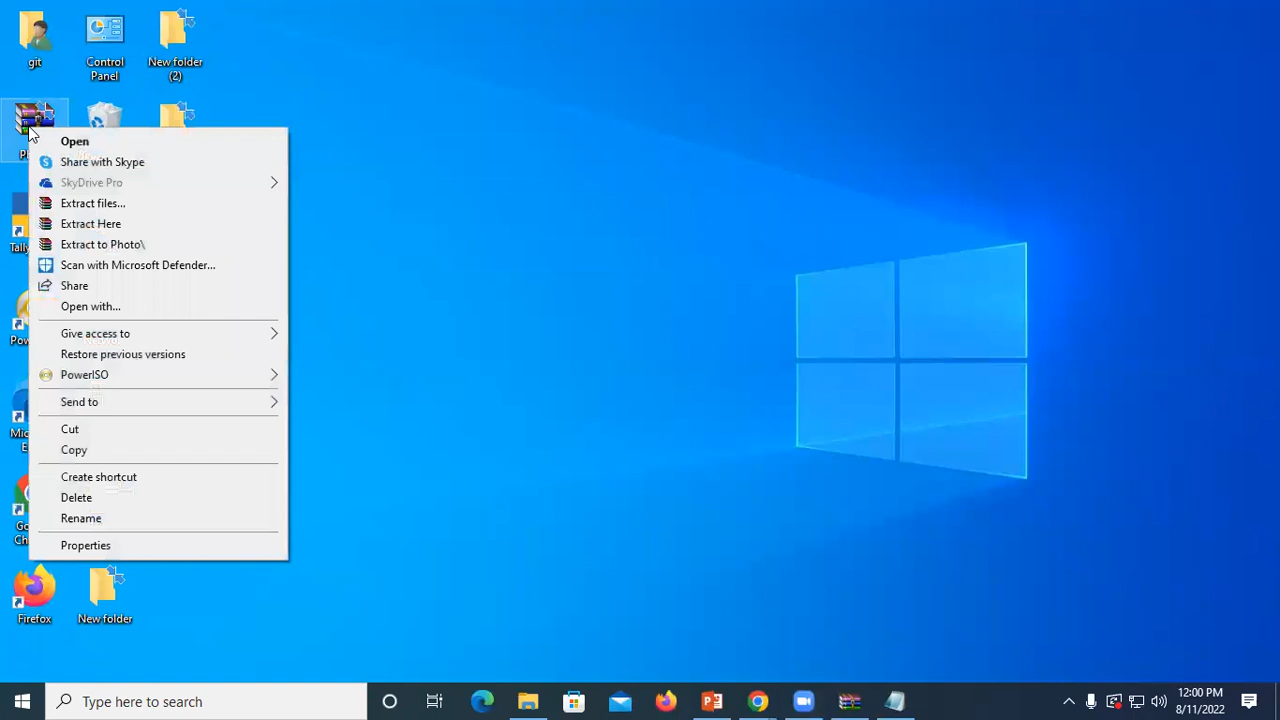 git
Control
Panel
New folder
(2)
Open
Share with Skype
SkyDrive Pro
Extract files...
Extract Here
Extract to Photo\
Scan with Microsoft Defender...
Share
Open with...
Give access to
Restore previous versions
PowerISO
Send to
Cut
Copy
Create shortcut
Delete
Rename
Properties
Firefox
New folder
Type here to search
12:00 PM
8/11/2022